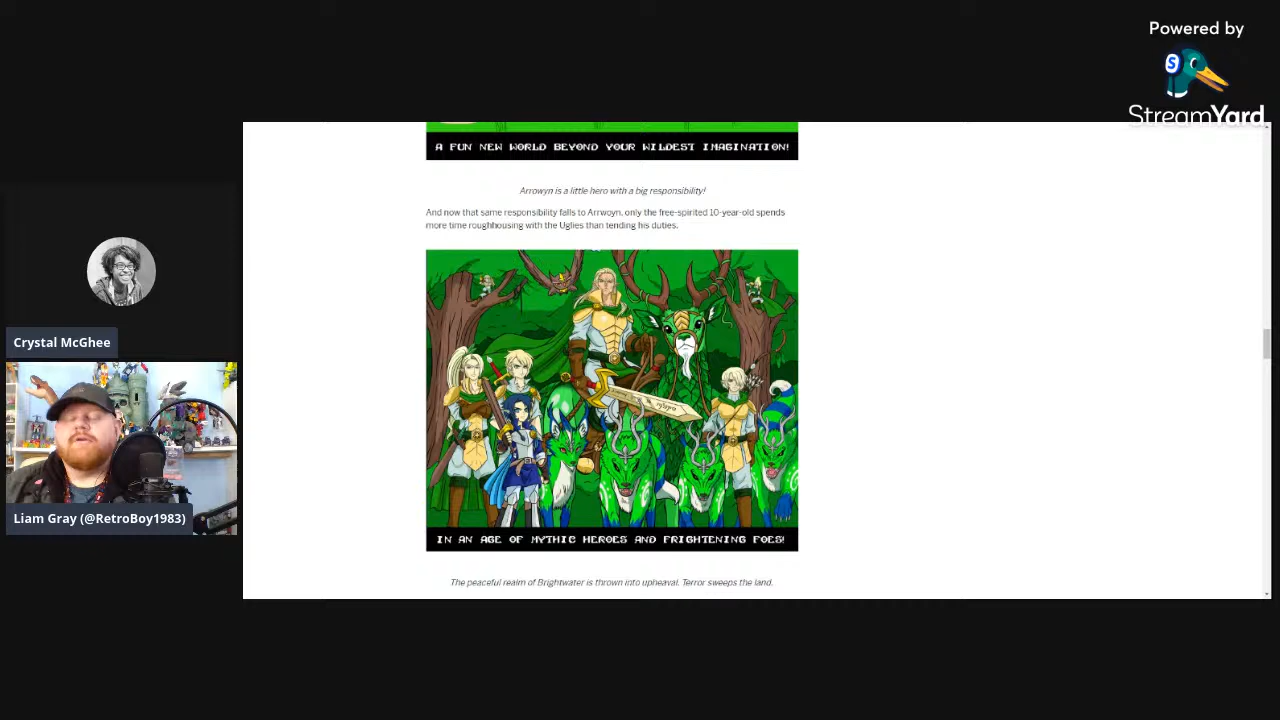 Powered by
S
StreamYard
A FUN NEW WORLD BEYOND YOUR WILDEST IMAGINATION!
Arrowyn is a little hero with a big responsibility!
And now that same responsibility falls to Arrwoyn, only the free-spirited 10-year-old spends
more time roughhousing with the Uglies than tending his duties.
IN AN AGE OF MYTHIC HEROES AND FRIGHTENING FOES!
The peaceful realm of Brightwater is thrown into upheaval. Terror sweeps the land.
Crystal McGhee
Liam Gray (@RetroBoy1983)